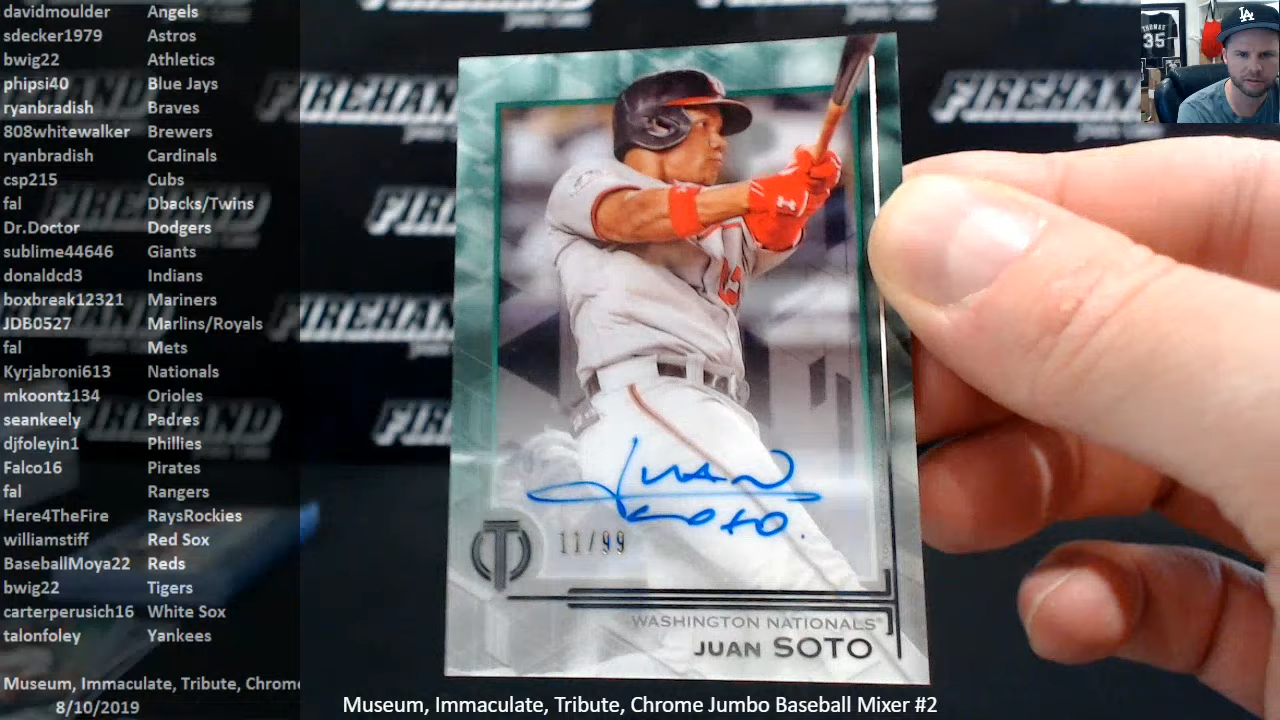 davidmoulder Angels
sdecker1979 Astros
bwig22 Athletics
phipsi40 Blue Jays
ryanbradish Braves
808whitewalker Brewers
ryanbradish Cardinals
csp215 Cubs
fal Dbacks/Twins
Dr.Doctor Dodgers
sublime44646 Giants
donaldcd3 Indians
boxbreak12321 Mariners
JDB0527 Marlins/Royals
fal Mets
Kyrjabroni613 Nationals
mkoontz134 Orioles
seankeely Padres
djfoleyin1 Phillies
Falco16 Pirates
fal Rangers
Here4TheFire RaysRockies
williamstiff Red Sox
BaseballMoya22 Reds
bwig22 Tigers
carterperusich16 White Sox
talonfoley Yankees
Museum, Immaculate, Tribute, Chrome
8/10/2019
FIREHAND
LA
THOMAS
35
Juan
Soto.
11/99
WASHINGTON NATIONALS®
JUAN SOTO
Museum, Immaculate, Tribute, Chrome Jumbo Baseball Mixer #2